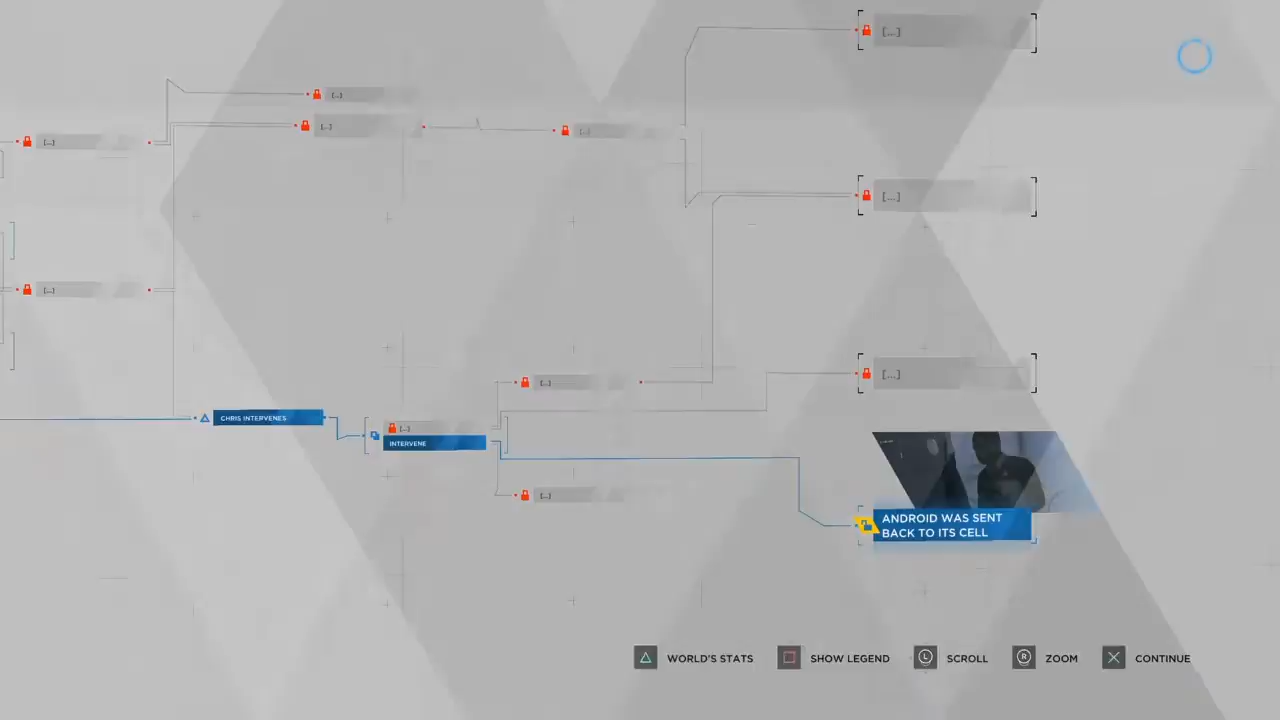 [...]
[...]
[...]
[...]
[...]
[...]
[...]
[...]
[...]
CHRIS INTERVENES
[...]
INTERVENE
[...]
ANDROID WAS SENT
BACK TO ITS CELL
WORLD'S STATS
SHOW LEGEND
L
SCROLL
R
ZOOM
CONTINUE